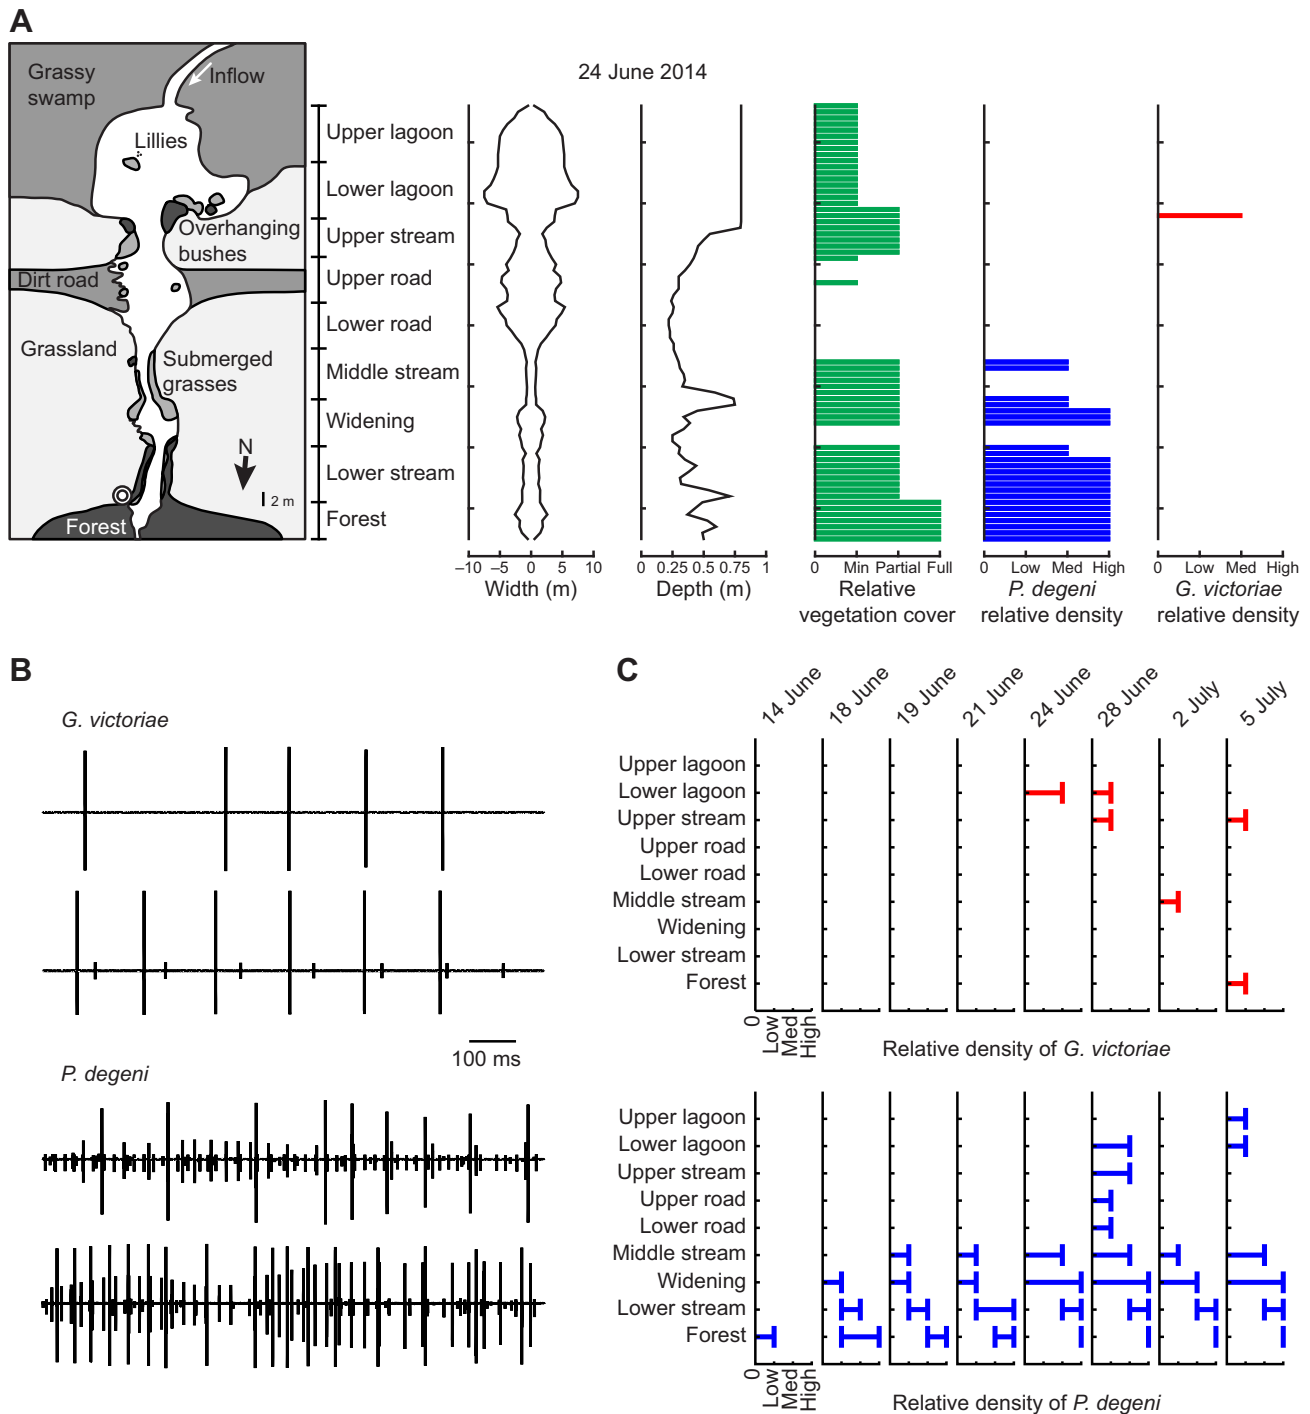 A
24 June 2014
Grassy
swamp
Inflow
Lillies
Overhanging
bushes
Dirt road
Grassland
Submerged
grasses
N
2 m
Forest
Upper lagoon
Lower lagoon
Upper stream
Upper road
Lower road
Middle stream
Widening
Lower stream
Forest
–10 –5 0 5 10
Width (m)
0 0.25 0.5 0.75 1
Depth (m)
0 Min Partial Full
Relative
vegetation cover
0 Low Med High
P. degeni
relative density
0 Low Med High
G. victoriae
relative density
B
G. victoriae
100 ms
P. degeni
C
14 June 18 June 19 June 21 June 24 June 28 June 2 July 5 July
Upper lagoon
Lower lagoon
Upper stream
Upper road
Lower road
Middle stream
Widening
Lower stream
Forest
0 Low Med High
Relative density of G. victoriae
Upper lagoon
Lower lagoon
Upper stream
Upper road
Lower road
Middle stream
Widening
Lower stream
Forest
0 Low Med High
Relative density of P. degeni